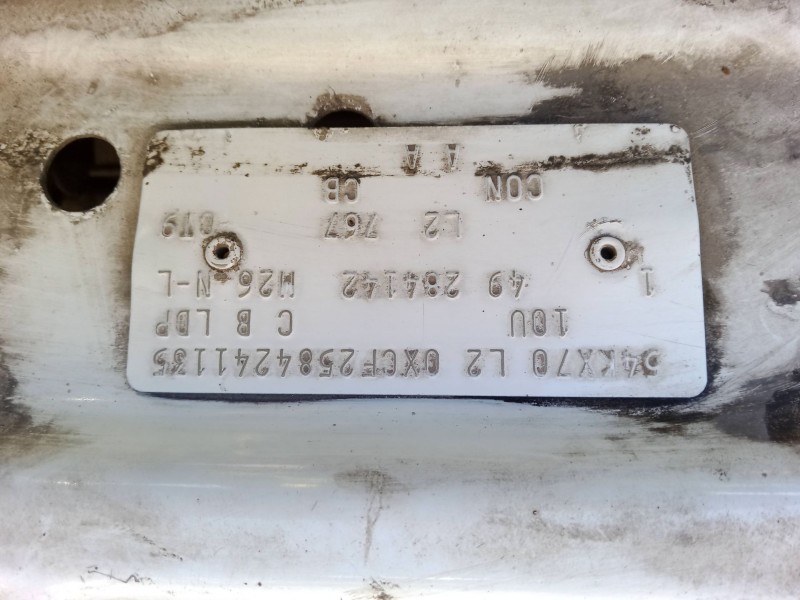 54KX70 L2 0XCF2584241135
10U C B LDP
1 49 284142 M26 N-L
L2 767
CON CB
A A A